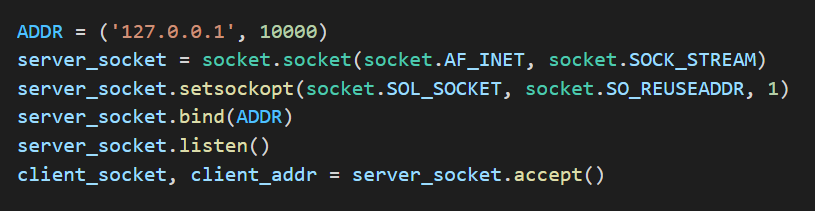 ADDR = ('127.0.0.1', 10000)
server_socket = socket.socket(socket.AF_INET, socket.SOCK_STREAM)
server_socket.setsockopt(socket.SOL_SOCKET, socket.SO_REUSEADDR, 1)
server_socket.bind(ADDR)
server_socket.listen()
client_socket, client_addr = server_socket.accept()